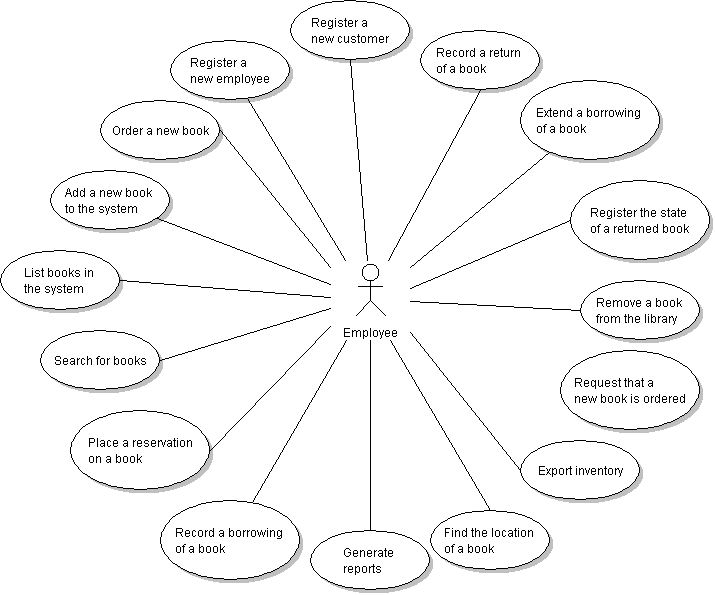 Register a
new customer
Record a return
of a book
Register a
new employee
Extend a borrowing
of a book
Order a new book
Add a new book
to the system
Register the state
of a returned book
List books in
the system
Remove a book
from the library
Employee
Search for books
Request that a
new book is ordered
Place a reservation
on a book
Export inventory
Record a borrowing
of a book
Find the location
of a book
Generate
reports